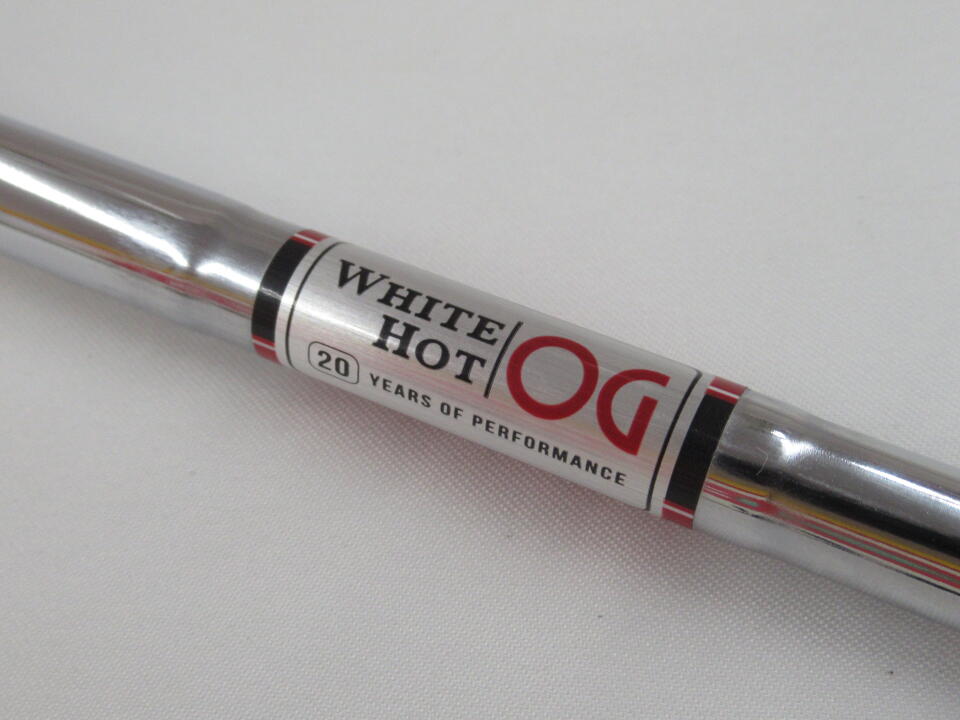 WHITE
HOT
OG
20 YEARS OF PERFORMANCE